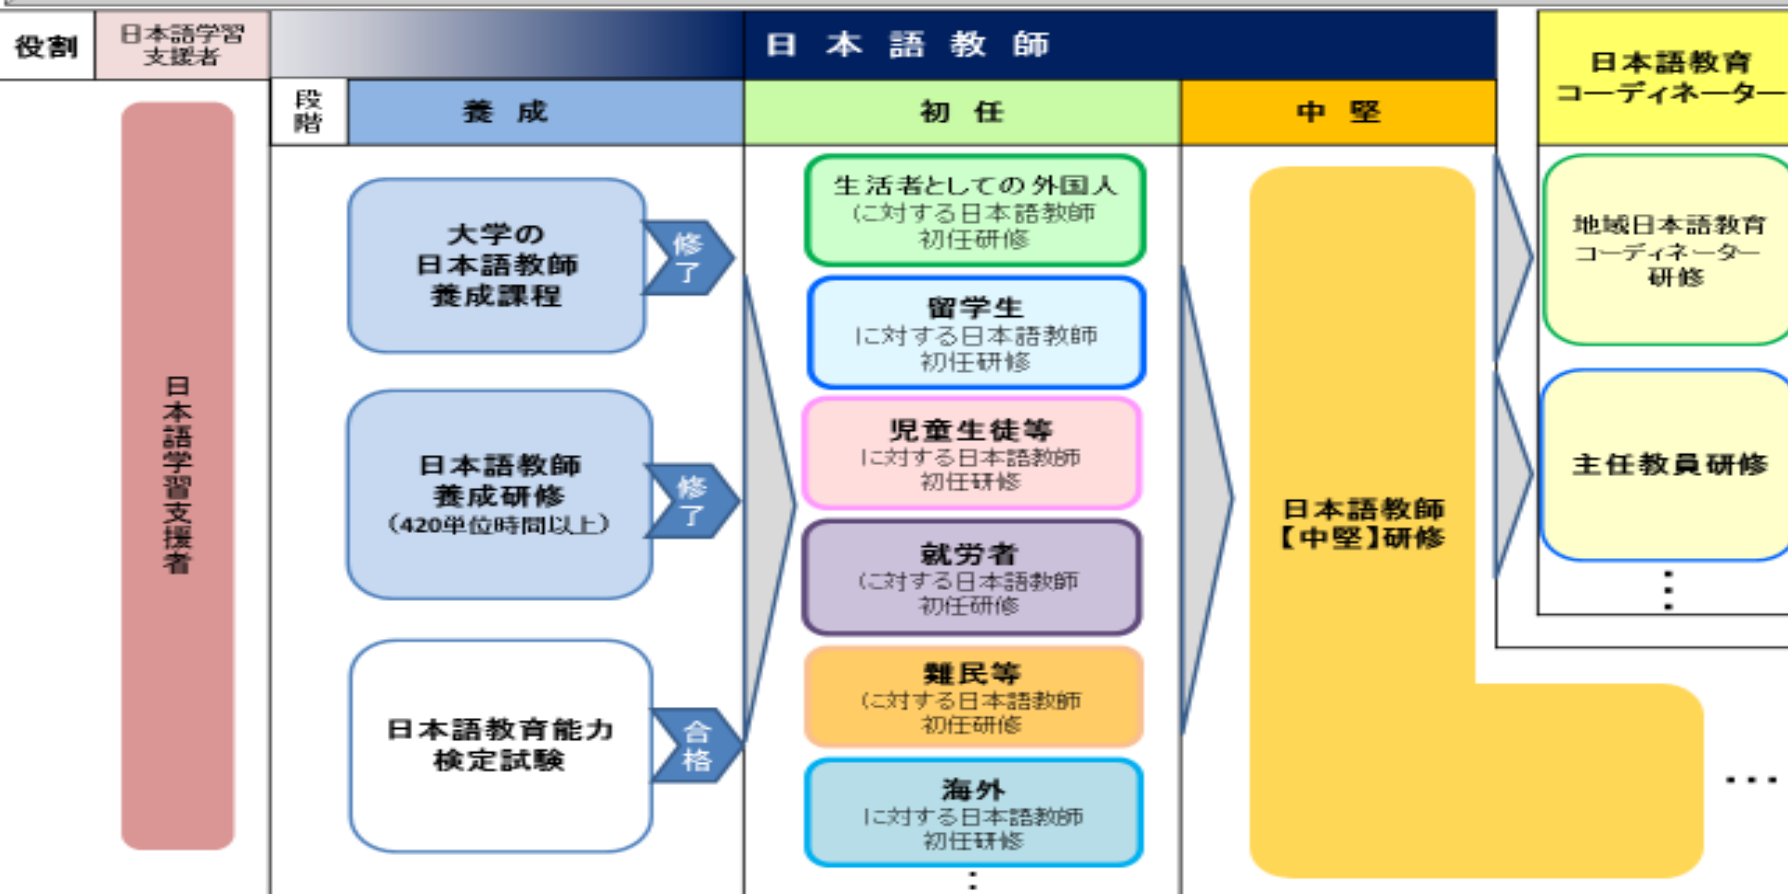 役割
日本語学習
支援者
日本語教師
日本語教育
コーディネーター
段階
養成
初任
中堅
日本語学習支援者
大学の
日本語教師
養成課程
修了
日本語教師
養成研修
（420単位時間以上）
修了
日本語教育能力
検定試験
合格
生活者としての外国人
に対する日本語教師
初任研修
留学生
に対する日本語教師
初任研修
児童生徒等
に対する日本語教師
初任研修
就労者
に対する日本語教師
初任研修
難民等
に対する日本語教師
初任研修
海外
に対する日本語教師
初任研修
⋮
日本語教師
【中堅】研修
地域日本語教育
コーディネーター
研修
主任教員研修
⋮
…